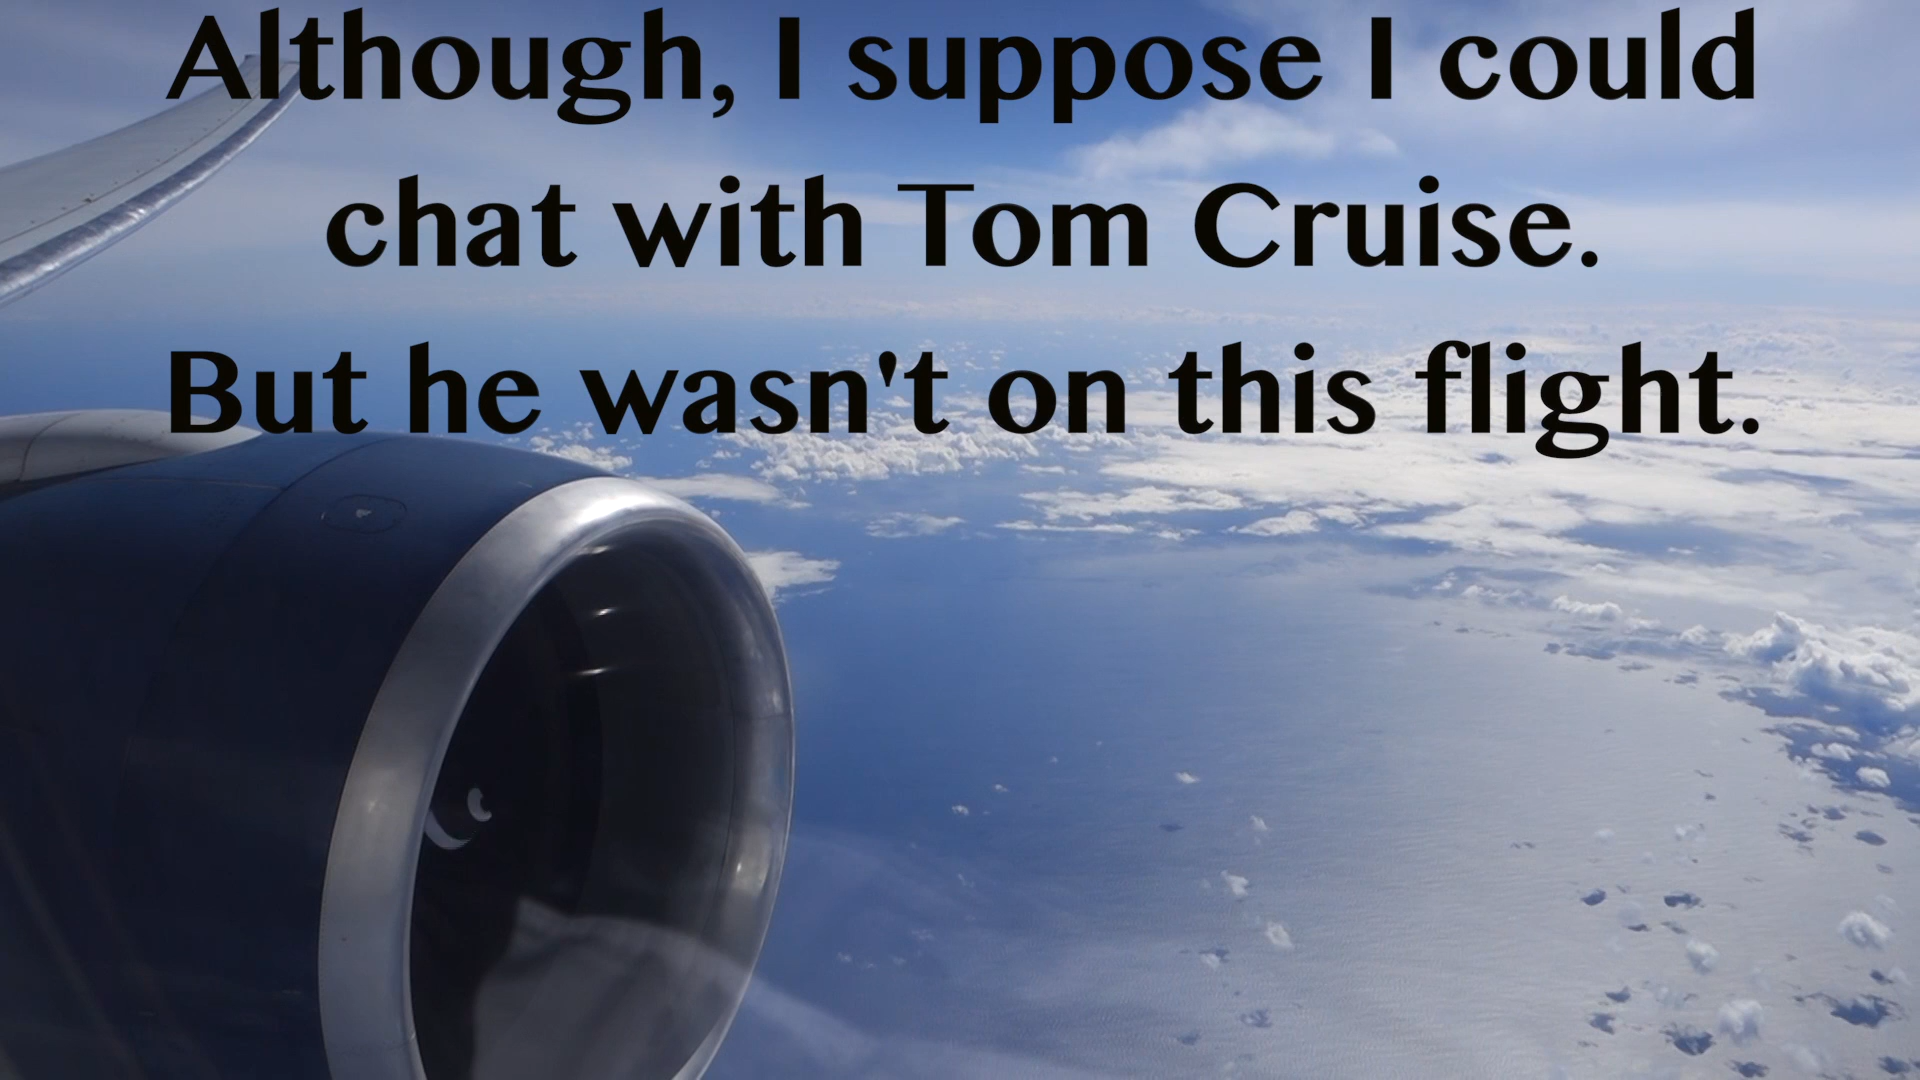 Although, I suppose I could
chat with Tom Cruise.
But he wasn't on this flight.